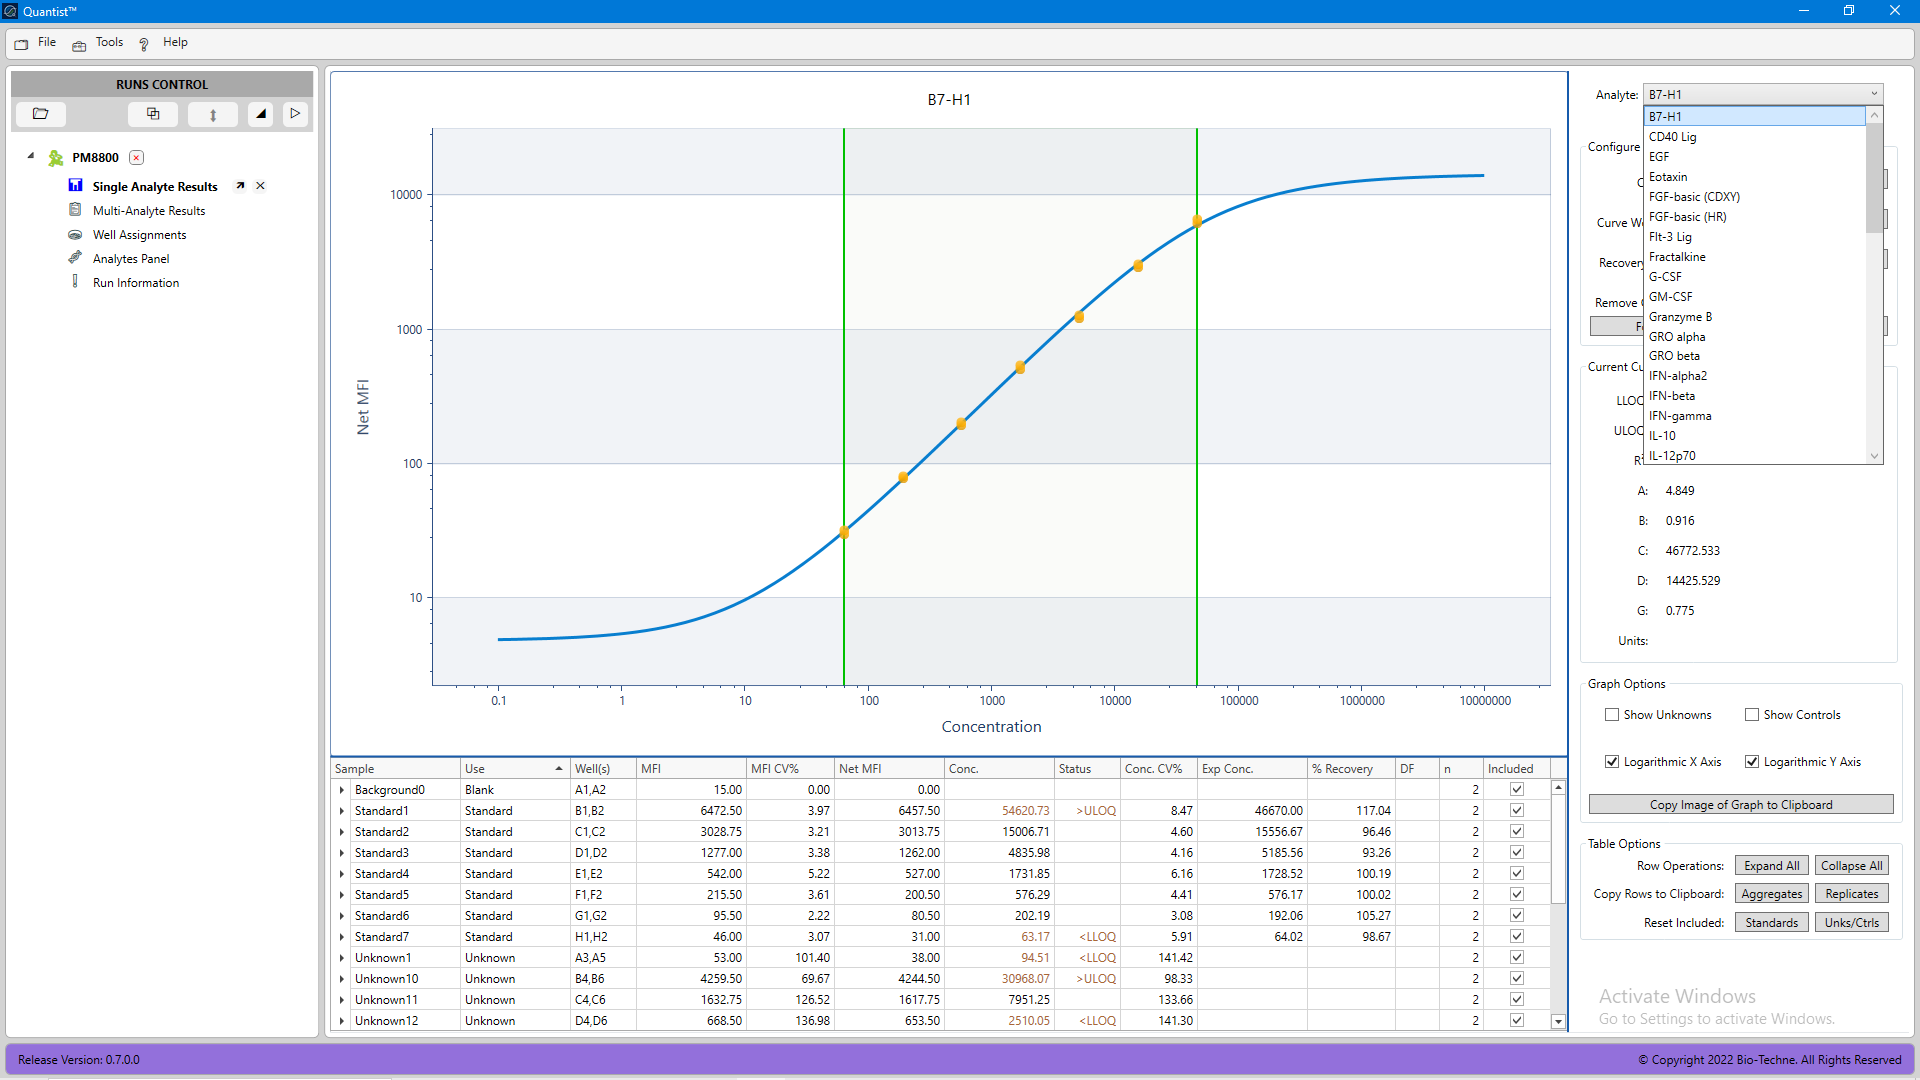 Quantist™
File Tools Help
RUNS CONTROL
PM8800
Single Analyte Results
Multi-Analyte Results
Well Assignments
Analytes Panel
Run Information
B7-H1
10000
1000
100
10
Net MFI
0.1 1 10 100 1000 10000 100000 1000000 10000000
Concentration
Sample Use Well(s) MFI MFI CV% Net MFI Conc. Status Conc. CV% Exp Conc. % Recovery DF n Included
Background0 Blank A1,A2 15.00 0.00 0.00 2
Standard1 Standard B1,B2 6472.50 3.97 6457.50 54620.73 >ULOQ 8.47 46670.00 117.04 2
Standard2 Standard C1,C2 3028.75 3.21 3013.75 15006.71 4.60 15556.67 96.46 2
Standard3 Standard D1,D2 1277.00 3.38 1262.00 4835.98 4.16 5185.56 93.26 2
Standard4 Standard E1,E2 542.00 5.22 527.00 1731.85 6.16 1728.52 100.19 2
Standard5 Standard F1,F2 215.50 3.61 200.50 576.29 4.41 576.17 100.02 2
Standard6 Standard G1,G2 95.50 2.22 80.50 202.19 3.08 192.06 105.27 2
Standard7 Standard H1,H2 46.00 3.07 31.00 63.17 <LLOQ 5.91 64.02 98.67 2
Unknown1 Unknown A3,A5 53.00 101.40 38.00 94.51 <LLOQ 141.42 2
Unknown10 Unknown B4,B6 4259.50 69.67 4244.50 30968.07 >ULOQ 98.33 2
Unknown11 Unknown C4,C6 1632.75 126.52 1617.75 7951.25 133.66 2
Unknown12 Unknown D4,D6 668.50 136.98 653.50 2510.05 <LLOQ 141.30 2
Analyte: B7-H1
B7-H1
CD40 Lig
EGF
Eotaxin
FGF-basic (CDXY)
FGF-basic (HR)
Flt-3 Lig
Fractalkine
G-CSF
GM-CSF
Granzyme B
GRO alpha
GRO beta
IFN-alpha2
IFN-beta
IFN-gamma
IL-10
IL-12p70
Configure
Curve We
Recovery
Remove
Current Cu
LLOQ
ULOQ
A: 4.849
B: 0.916
C: 46772.533
D: 14425.529
G: 0.775
Units:
Graph Options
Show Unknowns Show Controls
Logarithmic X Axis Logarithmic Y Axis
Copy Image of Graph to Clipboard
Table Options
Row Operations: Expand All Collapse All
Copy Rows to Clipboard: Aggregates Replicates
Reset Included: Standards Unks/Ctrls
Activate Windows
Go to Settings to activate Windows.
Release Version: 0.7.0.0
© Copyright 2022 Bio-Techne. All Rights Reserved